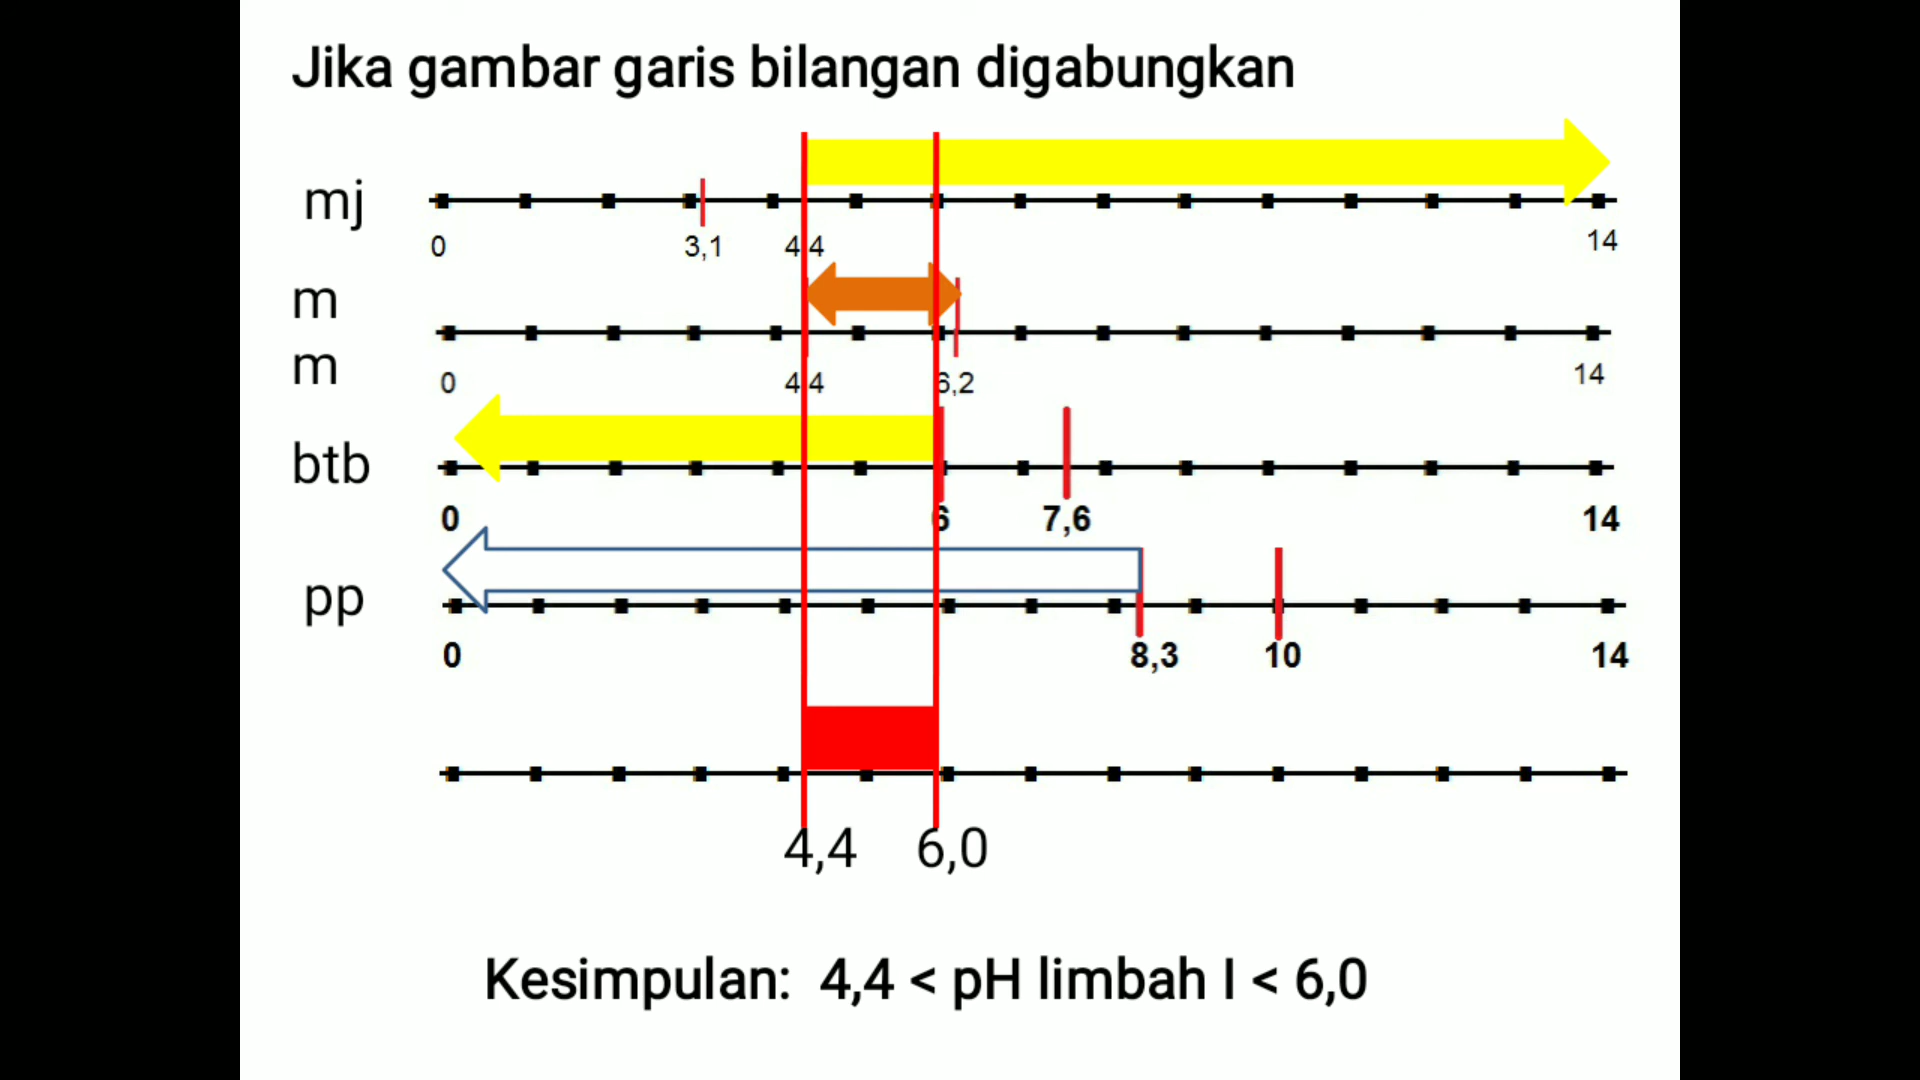 Jika gambar garis bilangan digabungkan
mj
0 3,1 4,4 14
m
m
0 4,4 6,2 14
btb
0 6 7,6 14
pp
0 8,3 10 14
4,4 6,0
Kesimpulan: 4,4 < pH limbah I < 6,0